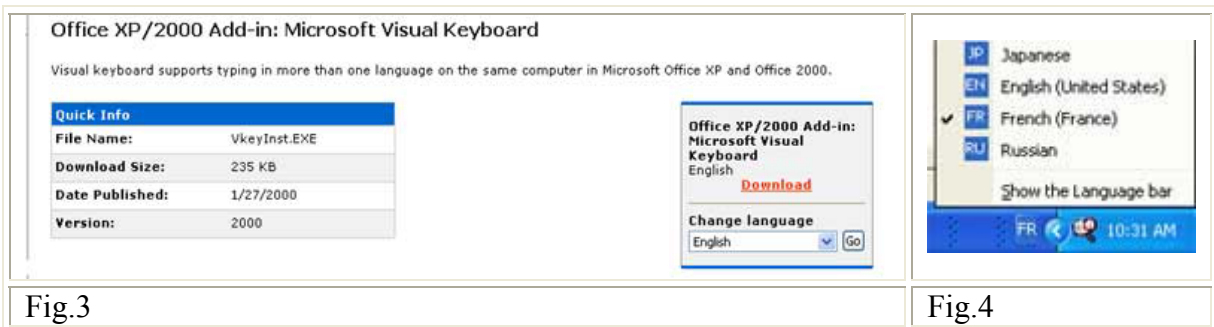 Office XP/2000 Add-in: Microsoft Visual Keyboard
Visual keyboard supports typing in more than one language on the same computer in Microsoft Office XP and Office 2000.
Quick Info
File Name: VkeyInst.EXE
Download Size: 235 KB
Date Published: 1/27/2000
Version: 2000
Office XP/2000 Add-in:
Microsoft Visual
Keyboard
English
Download
Change language
English Go
JP Japanese
EN English (United States)
FR French (France)
RU Russian
Show the Language bar
FR 10:31 AM
Fig.3
Fig.4